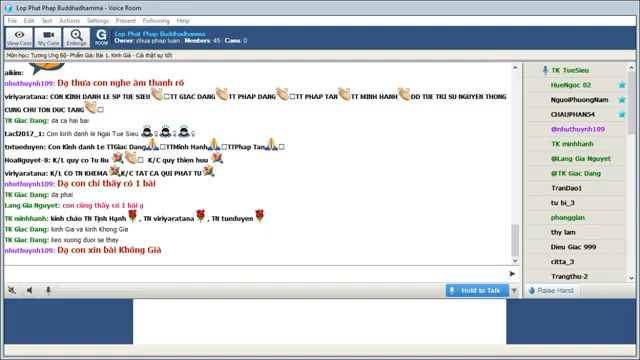 Lop Phat Phap Buddhadhamma - Voice Room
File Edit Text Actions Settings Present Following Help
View Cam My Cam Enlarge ROOM
Lop Phat Phap Buddhadhamma
Owner: chua phap luan Members: 45 Cams: 0
Môn học: Tương Ưng Bộ- Phẩm Già: Bài 1. Kinh Già - Cái thật sự tốt
aikim:
nhuthuynh109: Dạ thưa con nghe âm thanh rõ
viryaratana: CON KINH DANH LE SP TUE SIEU TT GIAC DANG TT PHAP DANG TT PHAP TAN TT MINH HANH DD TUE TRI SU NGUYEN THONG
CUNG CHU TON DUC TANG
TK Giac Dang: da ca hai bai
Lacl2017_1: Con kinh danh lẻ Ngai Tue Sieu
tntueduyen: Con Kinh danh Le TTGiac Dang TTMinh Hanh TTPhap Tan
HoaNguyet-8: K/L quy co Tu Nu K/C quy thien huu
viryaratana: K/L CO TN KHEMA K/C TAT CA QUI PHAT TU
nhuthuynh109: Dạ con chỉ thấy có 1 bài
TK Giac Dang: da phai
Lang Gia Nguyet: con cũng thấy có 1 bài ạ
TK minhhanh: kinh chào TN Tịnh Hạnh , TN viryaratana , TN tueduyen
TK Giac Dang: kinh Gia va kinh Khong Gia
TK Giac Dang: keo xuong duoi se thay
nhuthuynh109: Dạ con xin bài Không Già
Hold to Talk
TK TueSieu
HueNgoc 02
NguoiPhuongNam
CHAUPHAN54
@nhuthuynh109
TK minhhanh
@Lang Gia Nguyet
@TK Giac Dang
TranDao1
tu bi_3
phongglan
thy lam
Dieu Giac 999
citta_3
Trangthu-2
Raise Hand